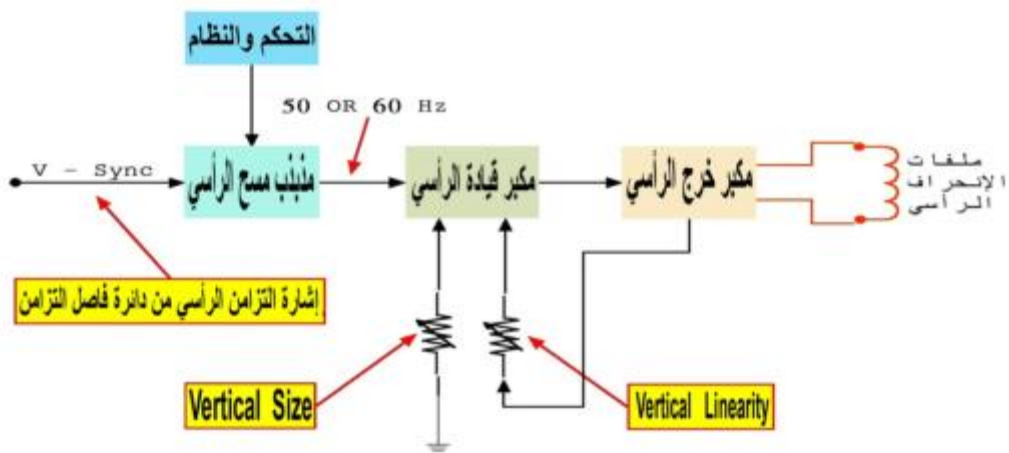 التحكم والنظام
50 OR 60 Hz
V - Sync
مذبذب مسح الرأسي
مكبر قيادة الرأسي
مكبر خرج الرأسي
ملفات
الإنحراف
الرأسي
إشارة التزامن الرأسي من دائرة فاصل التزامن
Vertical Size
Vertical Linearity